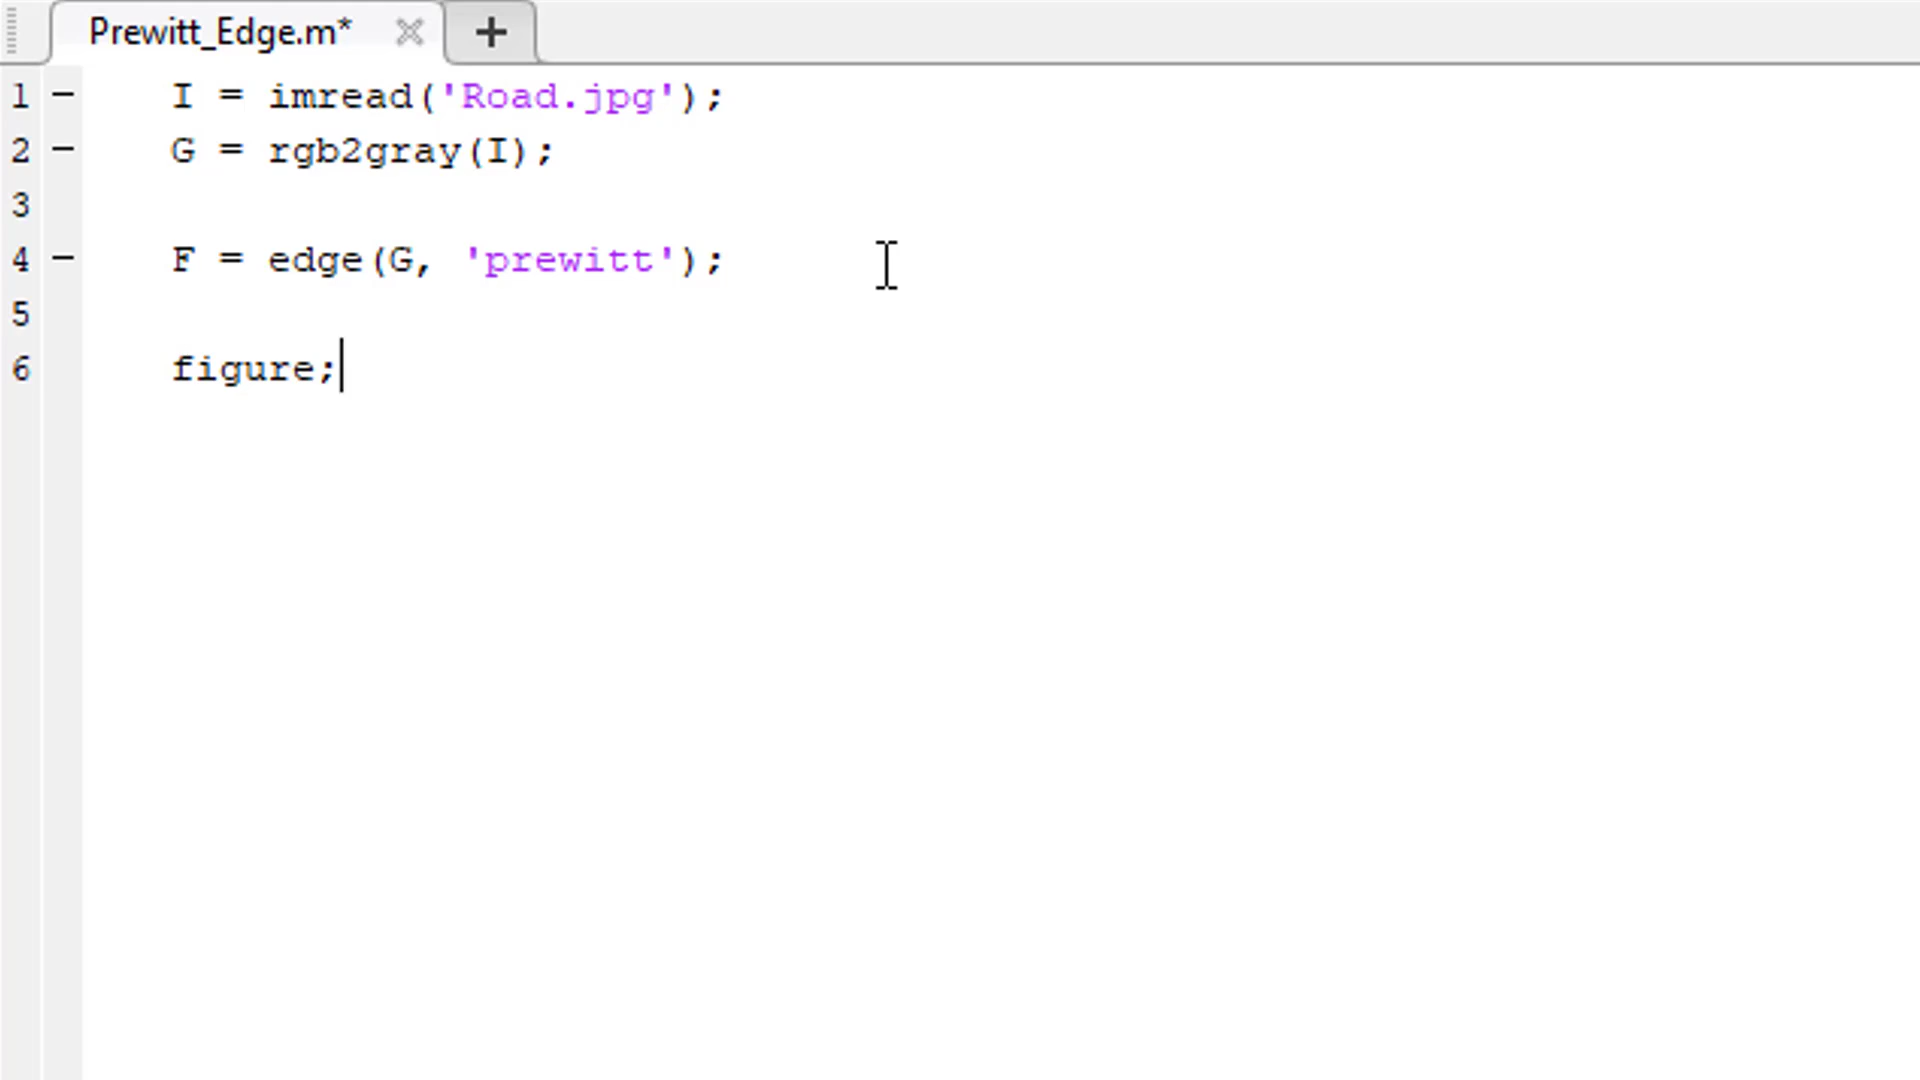 Prewitt_Edge.m*
1 I = imread('Road.jpg');
2 G = rgb2gray(I);
3
4 F = edge(G, 'prewitt');
5
6 figure;